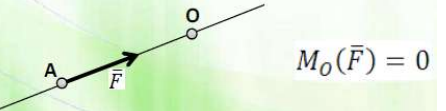 O
A
F̅
M_O(F̅) = 0